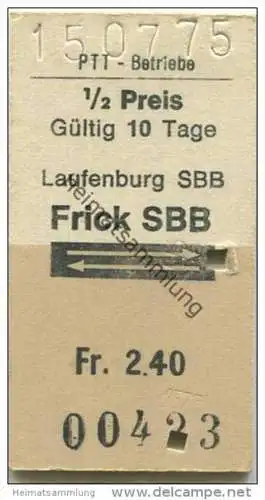 150775
PTT - Betriebe
1/2 Preis
Gültig 10 Tage
Laufenburg SBB
Frick SBB
heimatsammlung
Fr. 2.40
00423
Heimatsammlung
www.delcampe.net